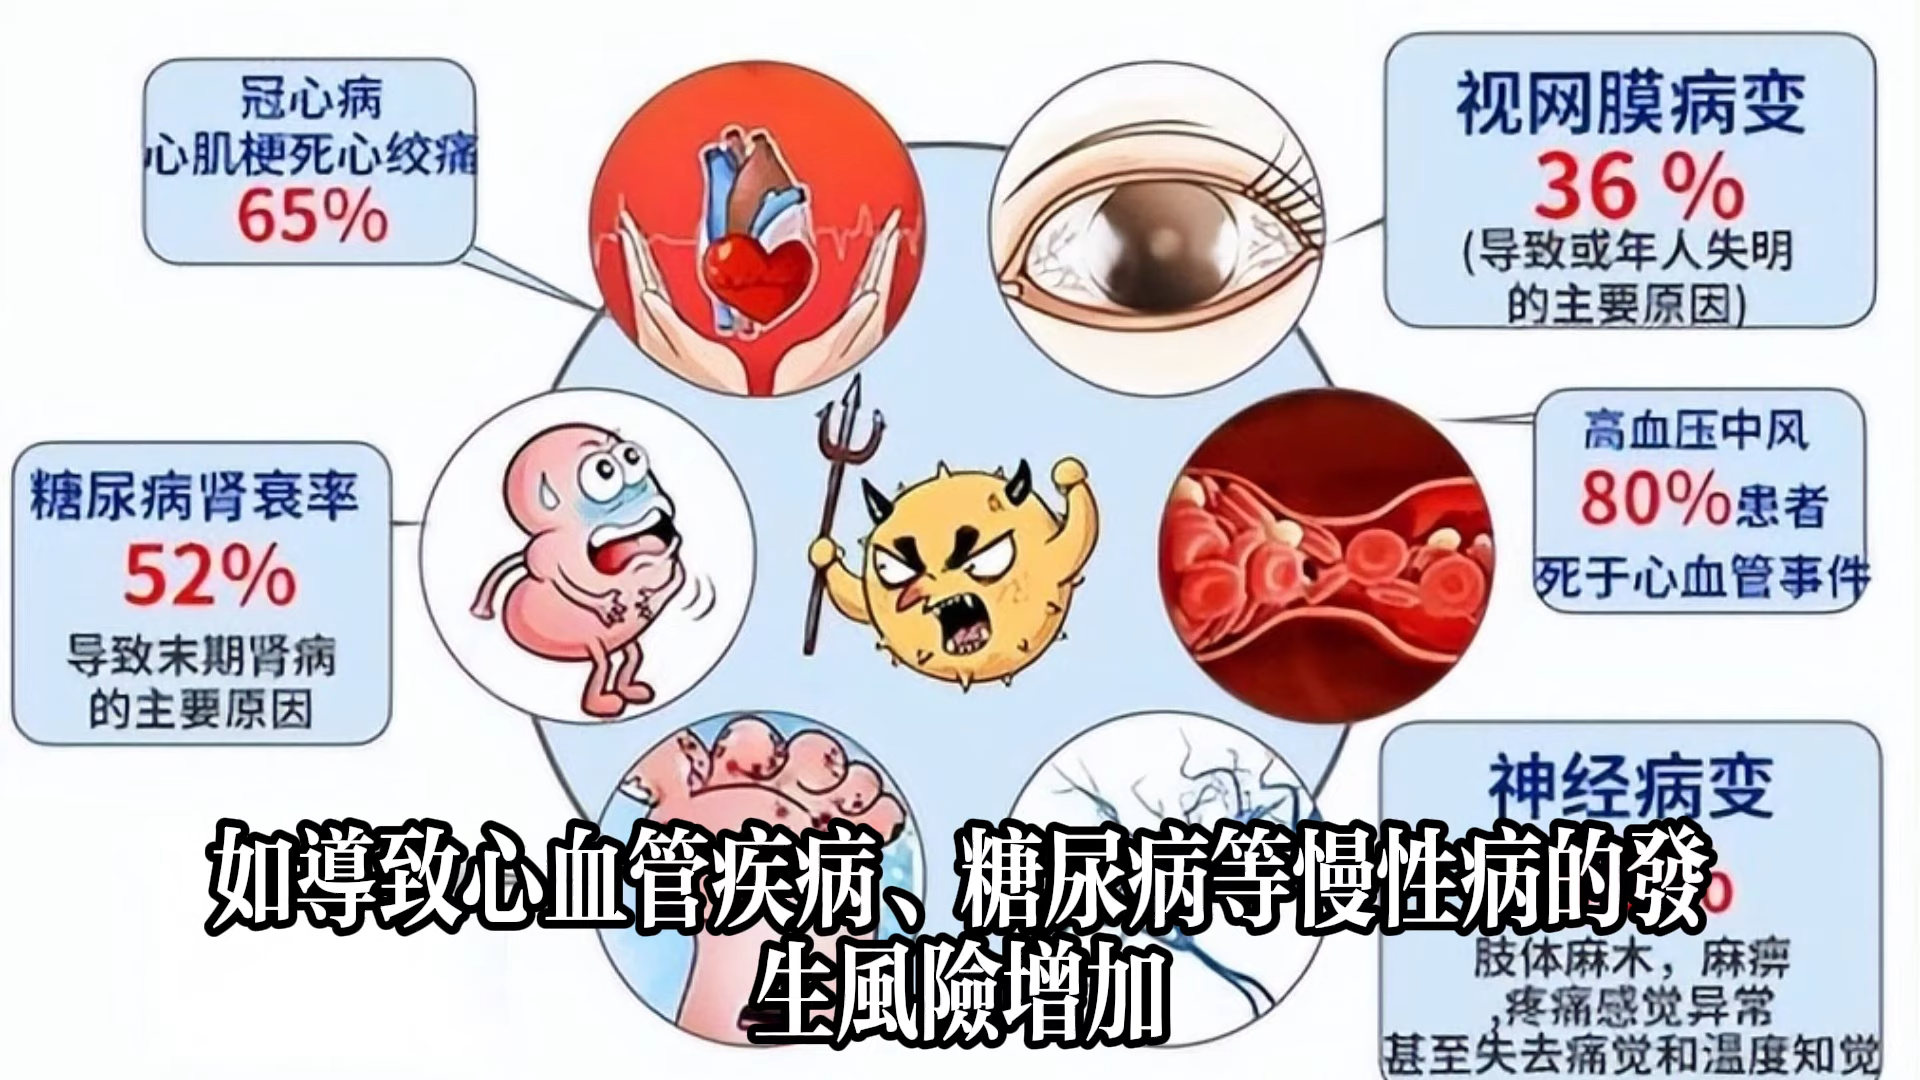 冠心病
心肌梗死心绞痛
65%
视网膜病变
36 %
(导致或年人失明
的主要原因)
高血压中风
80%患者
死于心血管事件
糖尿病肾衰率
52%
导致末期肾病
的主要原因
神经病变
%
肢体麻木，麻痹
,疼痛感觉异常
甚至失去痛觉和温度知觉
如導致心血管疾病、糖尿病等慢性病的發
生風險增加